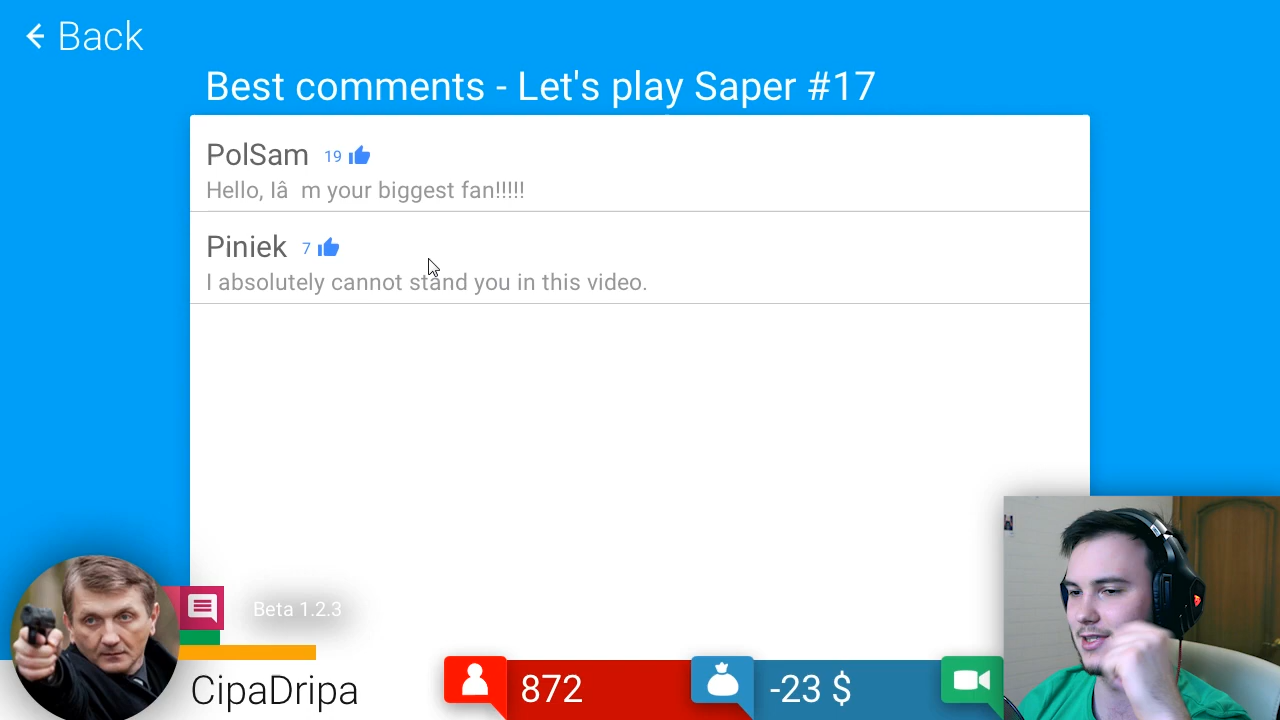 Back
Best comments - Let's play Saper #17
PolSam 19
Hello, Iâ  m your biggest fan!!!!!
Piniek 7
I absolutely cannot stand you in this video.
Beta 1.2.3
CipaDripa
872
-23 $